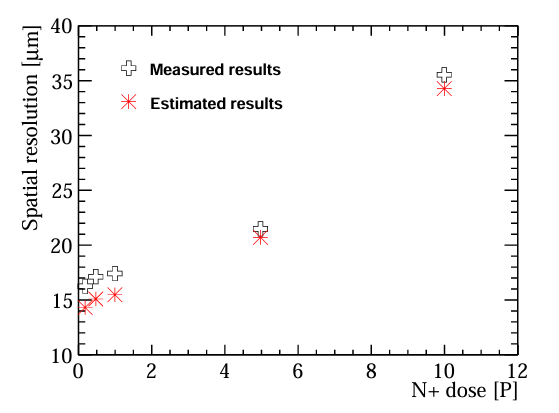 40
35
30
25
20
15
10
Spatial resolution [μm]
Measured results
Estimated results
0 2 4 6 8 10 12
N+ dose [P]